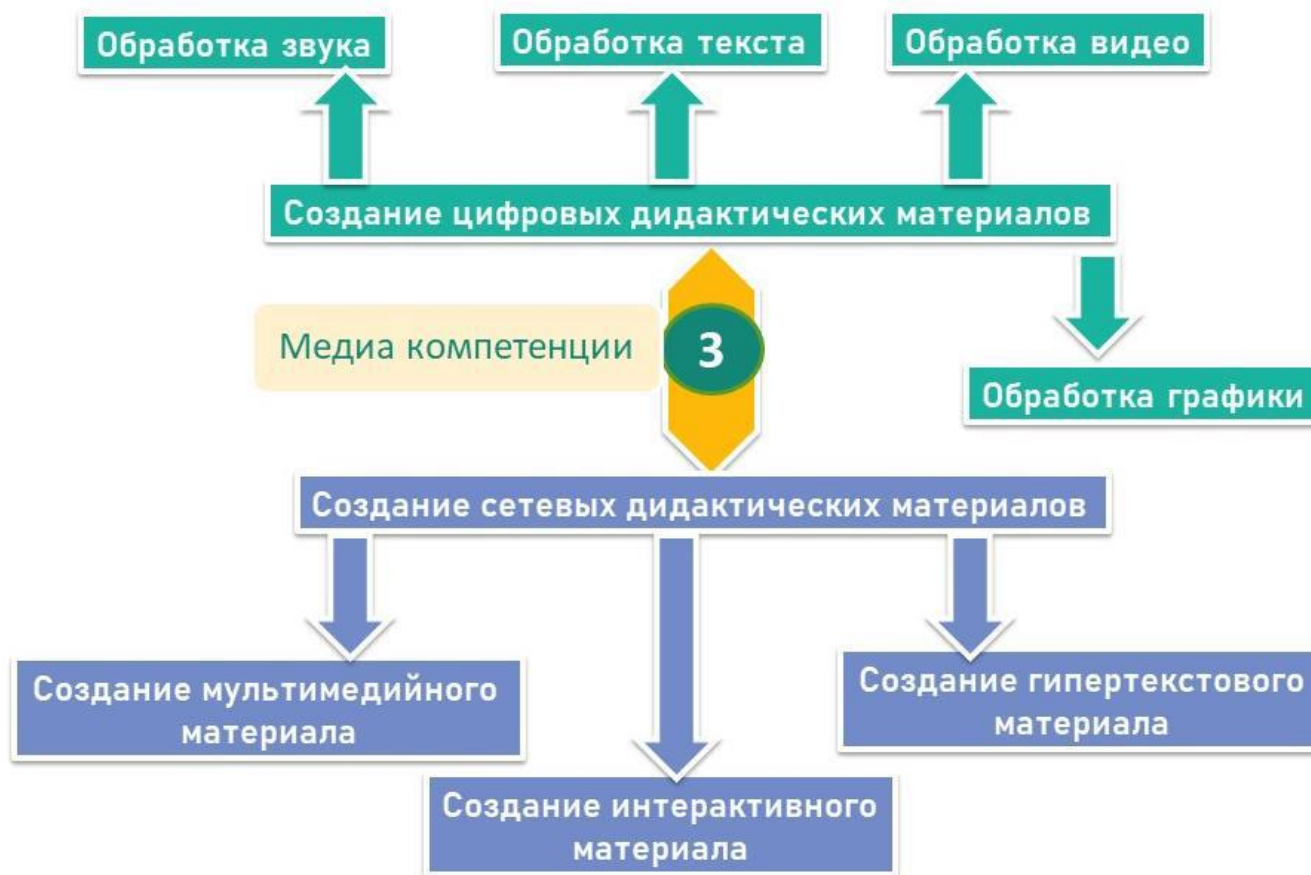 Обработка звука
Обработка текста
Обработка видео
Создание цифровых дидактических материалов
Медиа компетенции
3
Обработка графики
Создание сетевых дидактических материалов
Создание мультимедийного
материала
Создание гипертекстового
материала
Создание интерактивного
материала